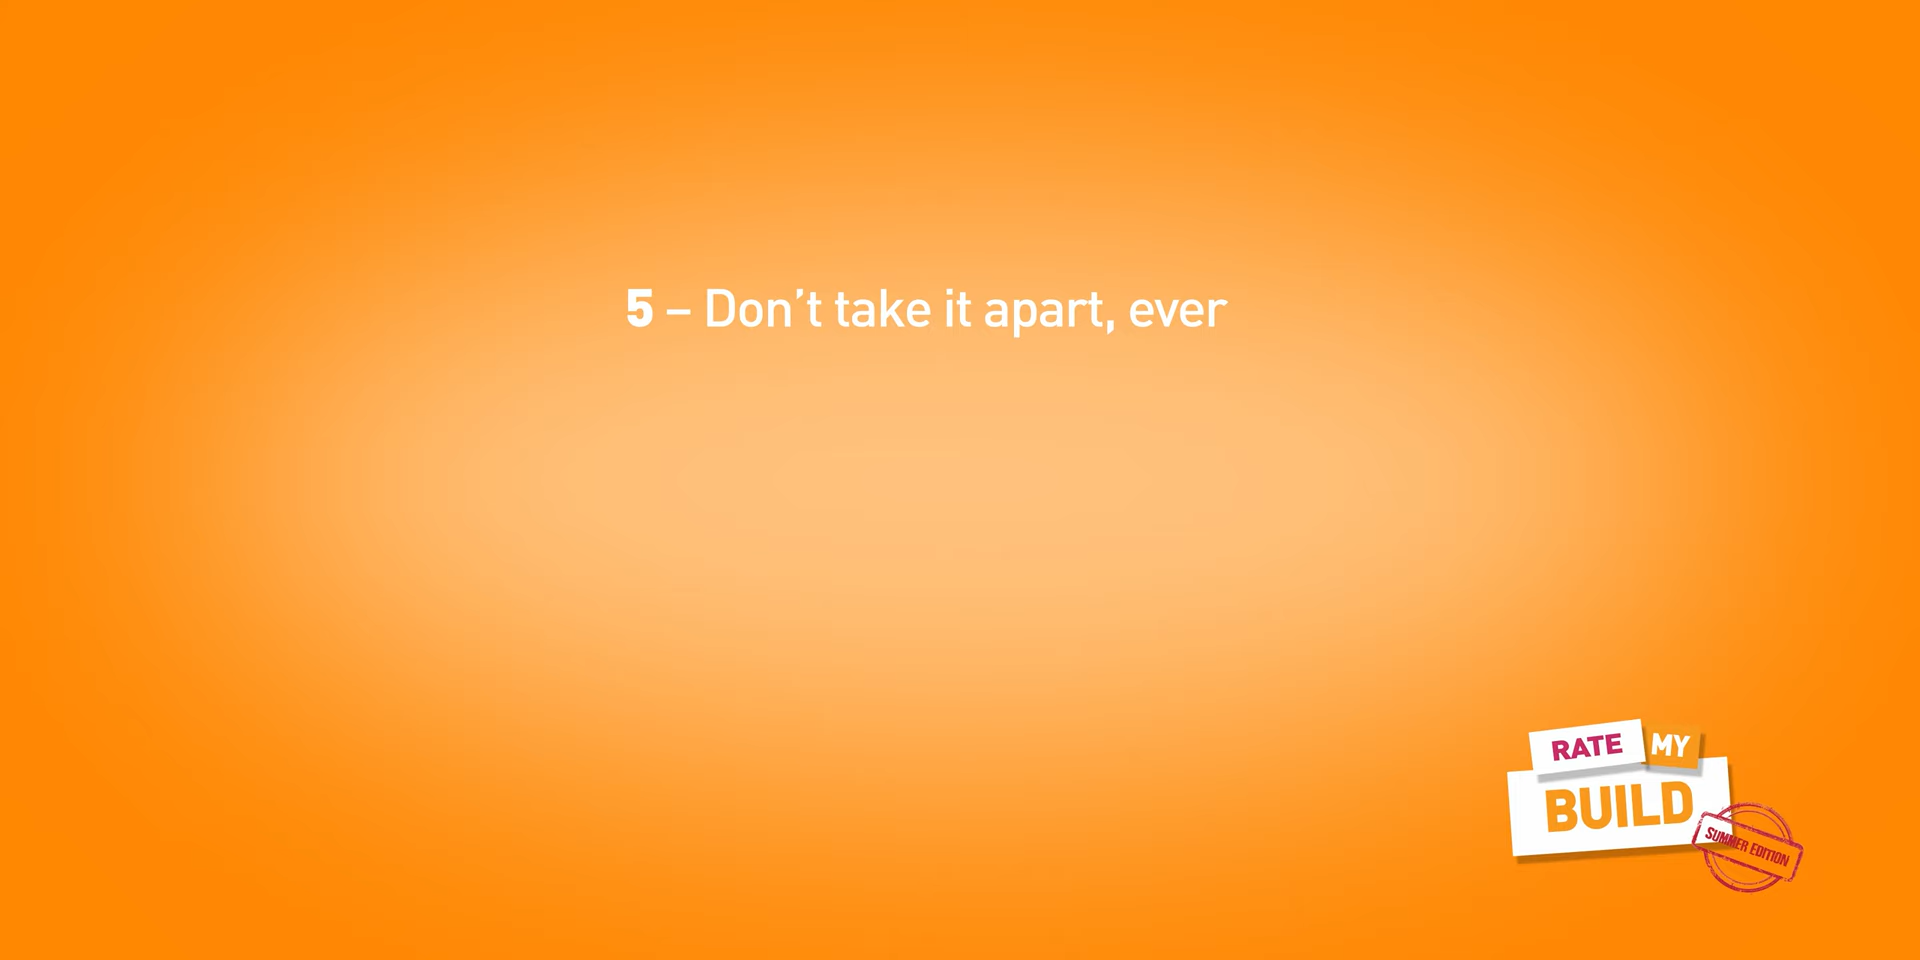 5 – Don’t take it apart, ever
RATE MY
BUILD
SUMMER EDITION